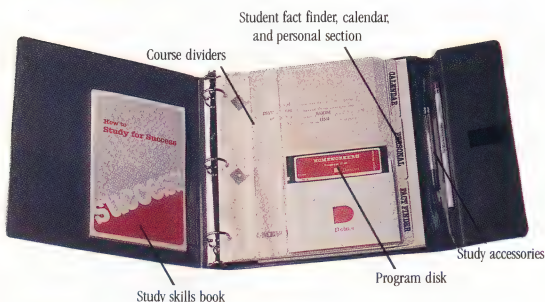 Student fact finder, calendar,
and personal section
Course dividers
How to
Study for Success
Success
HOMEWORKERS
CALENDAR
PERSONAL
FACT FINDER
Davka
Study accessories
Program disk
Study skills book